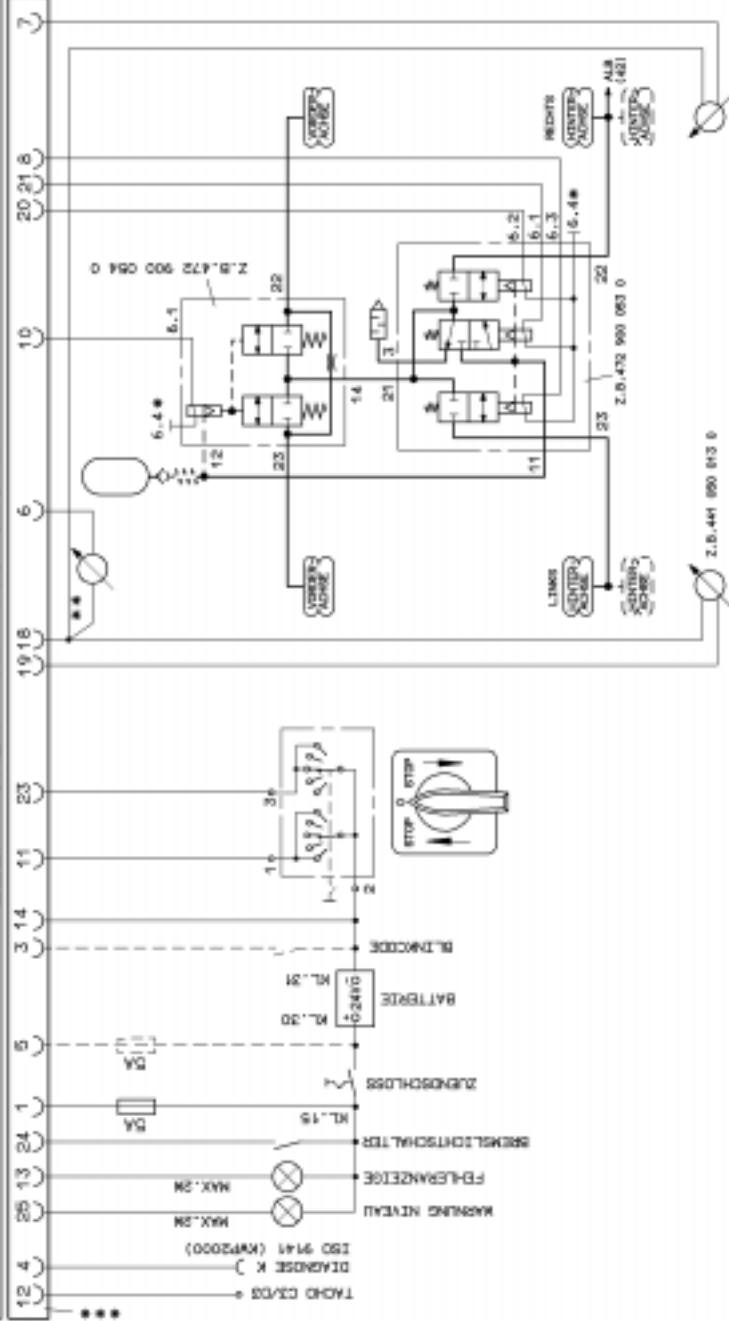 7
8
21
20
10
6
18
19
23
11
14
3
5
1
24
13
25
4
12
VORDER-
ACHSE
RECHTS
HINTER-
ACHSE
ALB
(42)
HINTER-
ACHSE
Z.B.472 900 054 0
22
6.1
6.4*
12
14
23
6.2
6.1
6.3
6.4*
3
21
22
23
11
Z.B.472 900 053 0
VORDER-
ACHSE
LINKS
HINTER-
ACHSE
HINTER-
ACHSE
Z.B.441 050 013 0
**
3
1
STOP
0
STOP
BLINKCODE
KL.31
- 24V +
KL.30
BATTERIE
5A
5A
ZUENDSCHLOSS
KL.15
BREMSLICHTSCHALTER
FEHLERANZEIGE
MAX.2W
WARNUNG NIVEAU
MAX.2W
ISO 9141 (KWP2000)
DIAGNOSE K
TACHO C3/D3
***